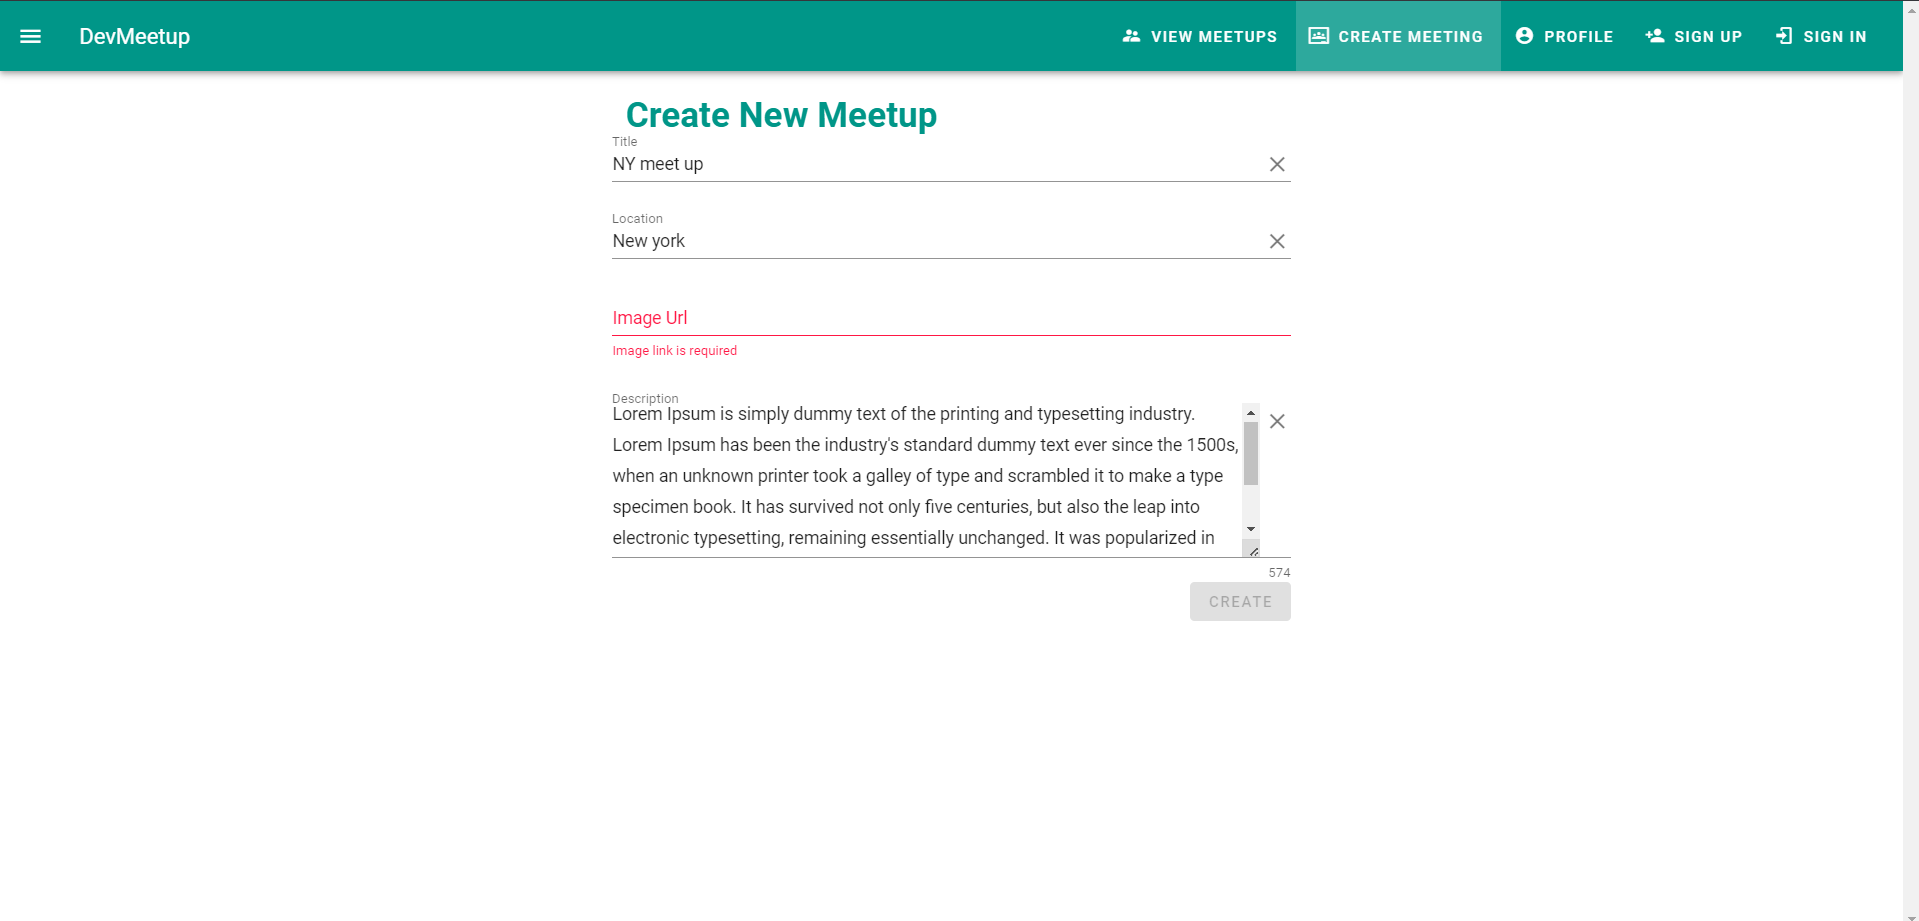 DevMeetup
VIEW MEETUPS
CREATE MEETING
PROFILE
SIGN UP
SIGN IN
Create New Meetup
Title
NY meet up
Location
New york
Image Url
Image link is required
Description
Lorem Ipsum is simply dummy text of the printing and typesetting industry.
Lorem Ipsum has been the industry's standard dummy text ever since the 1500s,
when an unknown printer took a galley of type and scrambled it to make a type
specimen book. It has survived not only five centuries, but also the leap into
electronic typesetting, remaining essentially unchanged. It was popularized in
574
CREATE